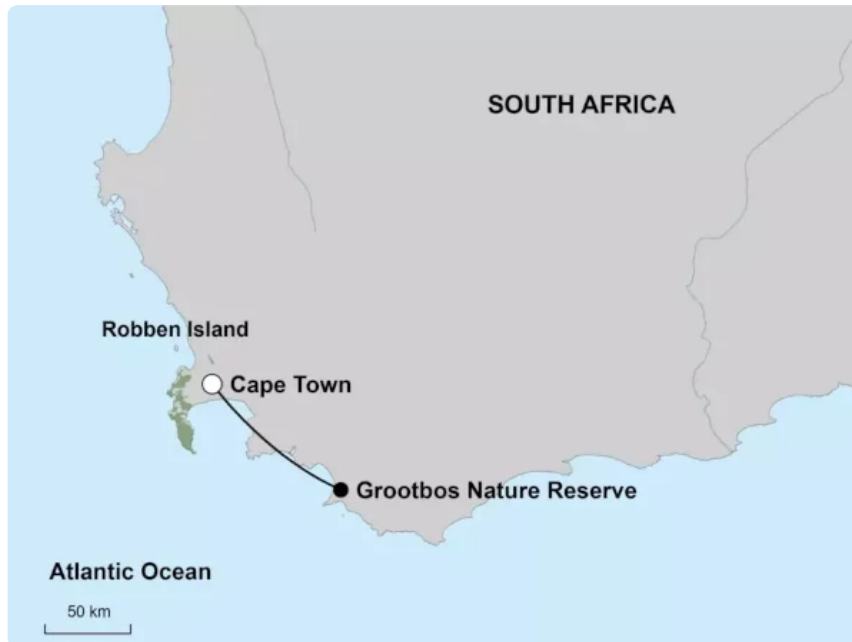 SOUTH AFRICA
Robben Island
Cape Town
Grootbos Nature Reserve
Atlantic Ocean
50 km